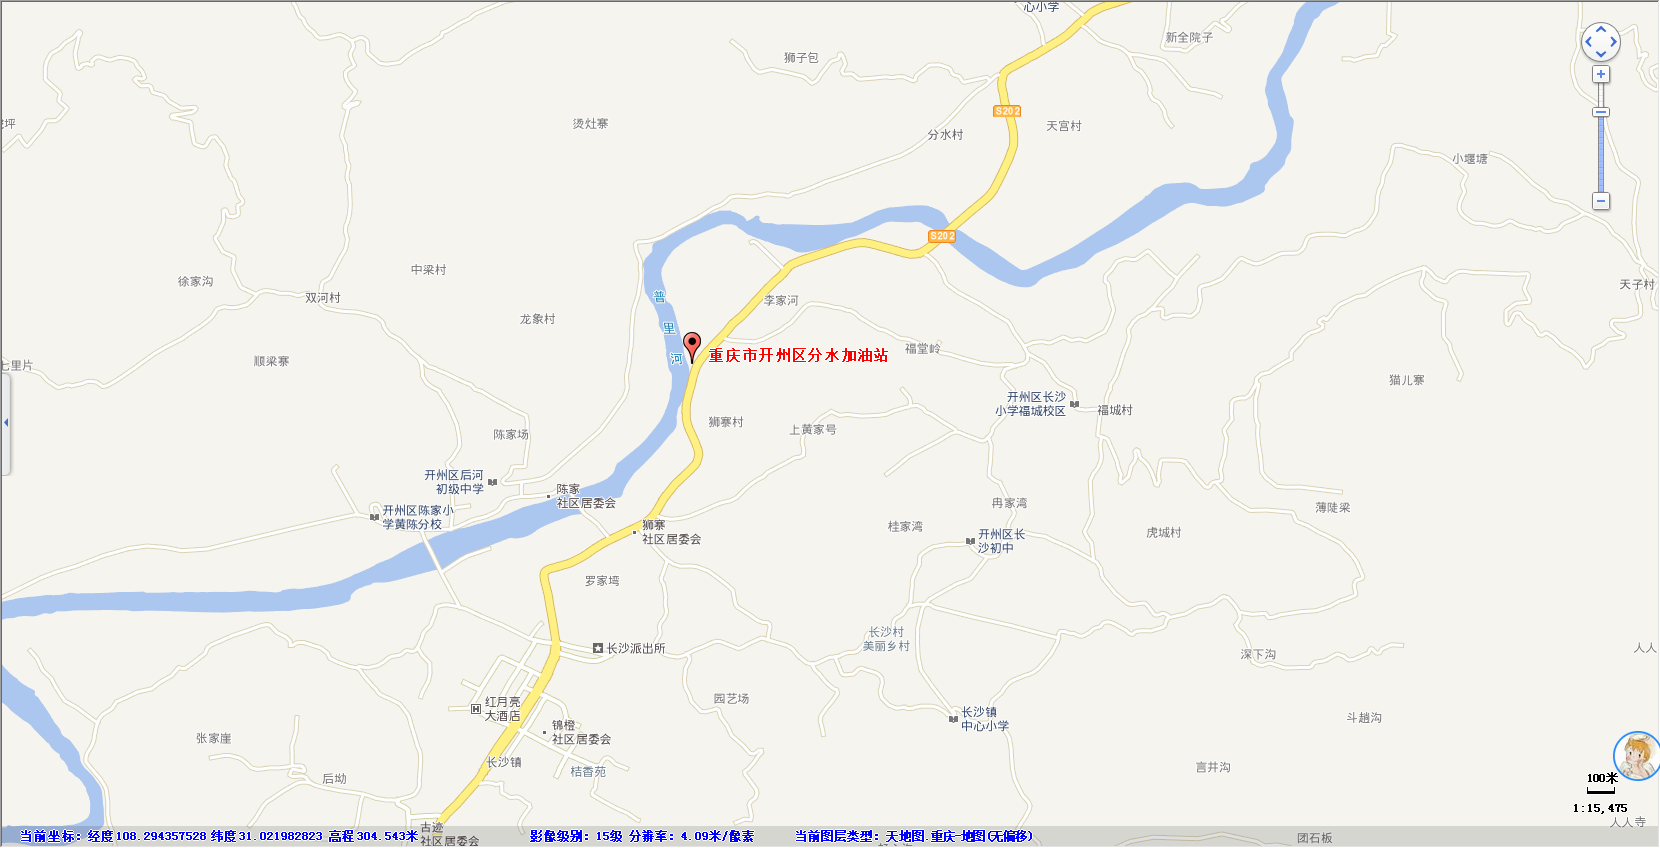 心小学
新全院子
狮子包
S202
烫灶寨
天宫村
分水村
小堰塘
S202
中梁村
徐家沟
天子村
双河村
普
里
河
李家河
龙象村
重庆市开州区分水加油站
福堂岭
顺梁寨
七里片
猫儿寨
开州区长沙
小学福城校区
福城村
狮寨村
上黄家号
陈家场
开州区后河
初级中学
陈家
社区居委会
开州区陈家小
学黄陈分校
冉家湾
薄陡梁
桂家湾
狮寨
社区居委会
开州区长
沙初中
虎城村
罗家塆
长沙村
美丽乡村
长沙派出所
深下沟
人人
园艺场
红月亮
大酒店
长沙镇
中心小学
斗趟沟
锦橙
社区居委会
张家崖
长沙镇
桔香苑
言井沟
后坳
100米
1:15,475
人人寺
古迹
社区居委会
团石板
当前坐标：经度108.294357528 纬度31.021982823 高程304.543米
影像级别：15级 分辨率：4.09米/像素
当前图层类型：天地图.重庆-地图(无偏移)